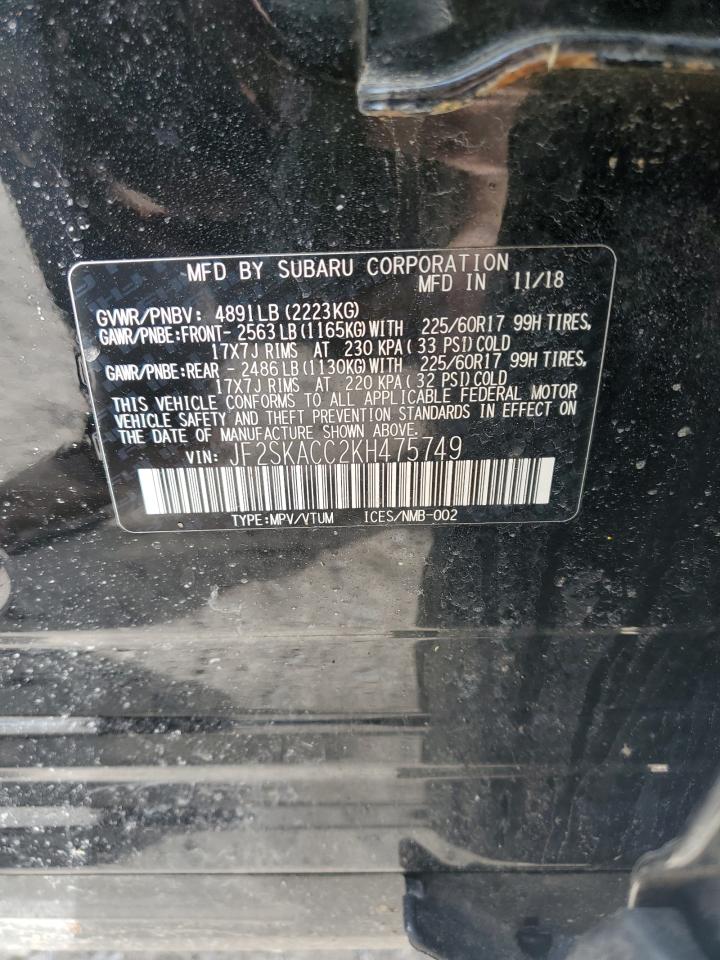 MFD BY SUBARU CORPORATION
MFD IN 11/18
GVWR/PNBV: 4891LB (2223KG)
GAWR/PNBE:FRONT- 2563LB (1165KG)WITH 225/60R17 99H TIRES,
17X7J RIMS AT 230 KPA( 33 PSI)COLD
GAWR/PNBE:REAR - 2486LB (1130KG)WITH 225/60R17 99H TIRES,
17X7J RIMS AT 220 KPA( 32 PSI)COLD
THIS VEHICLE CONFORMS TO ALL APPLICABLE FEDERAL MOTOR
VEHICLE SAFETY AND THEFT PREVENTION STANDARDS IN EFFECT ON
THE DATE OF MANUFACTURE SHOWN ABOVE.
VIN: JF2SKACC2KH475749
TYPE:MPV/VTUM ICES/NMB-002